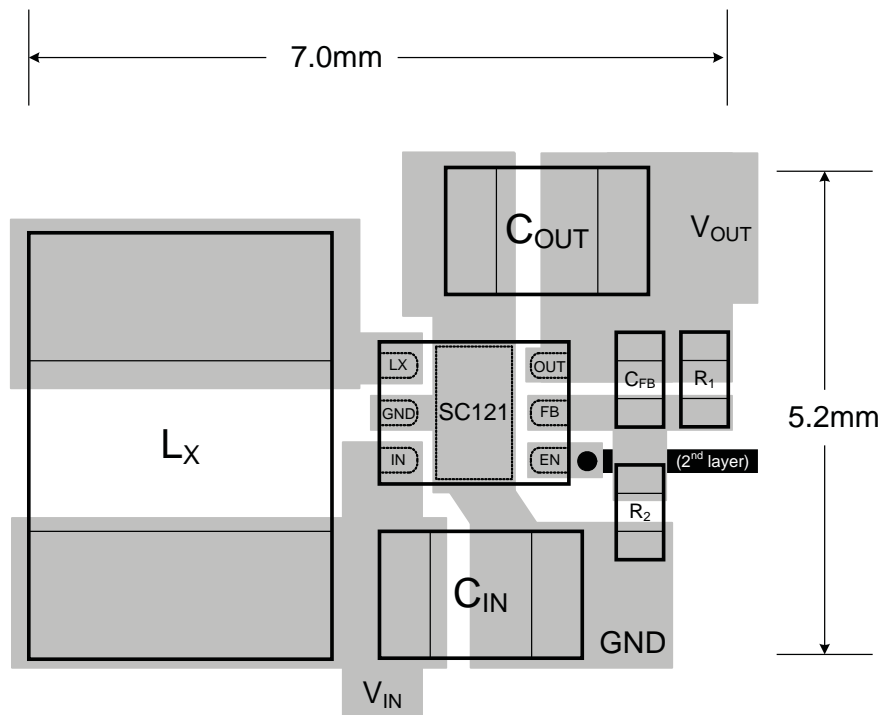 7.0mm
COUT
VOUT
LX
OUT
CFB
R1
GND
SC121
FB
5.2mm
LX
IN
EN
(2nd layer)
R2
CIN
GND
VIN